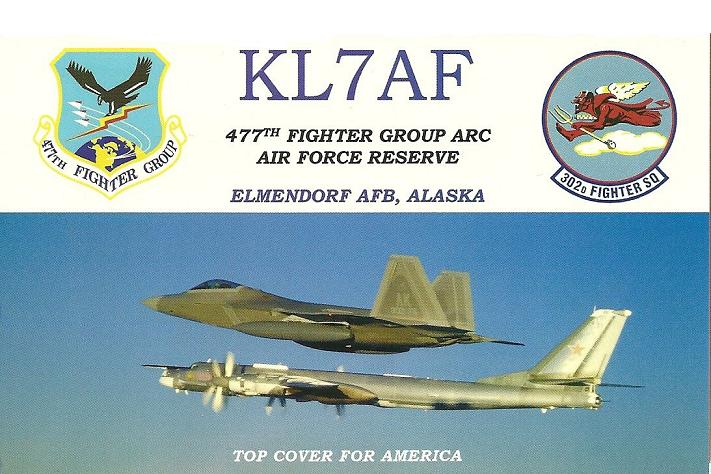 KL7AF
477TH FIGHTER GROUP ARC
AIR FORCE RESERVE
ELMENDORF AFB, ALASKA
477TH FIGHTER GROUP
302D FIGHTER SQ
AK
TOP COVER FOR AMERICA